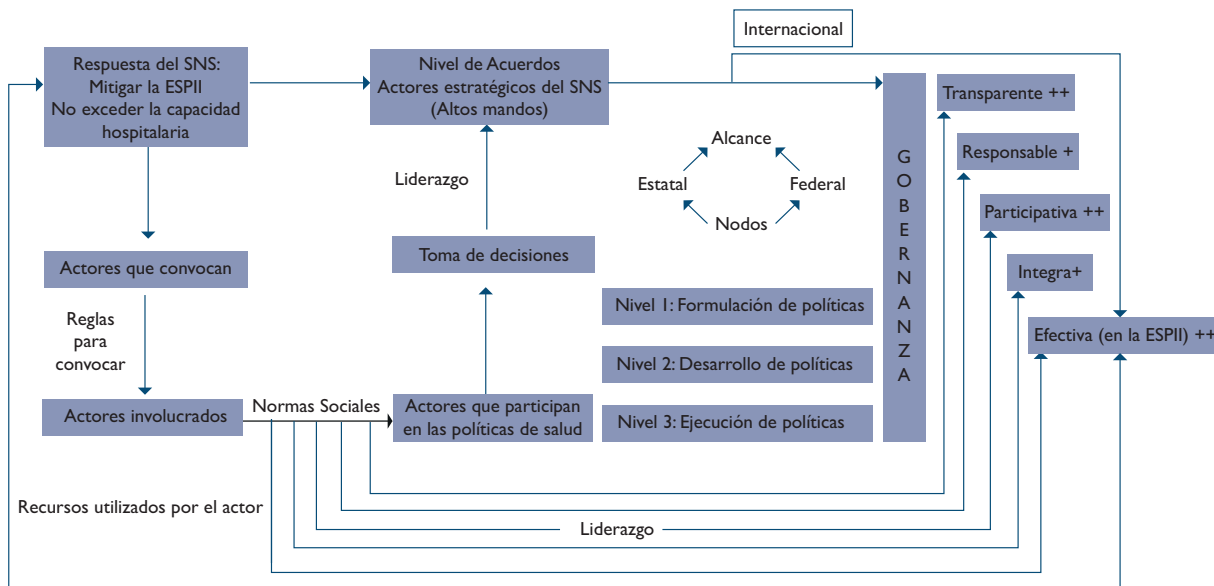 Internacional
Respuesta del SNS:
Mitigar la ESPII
No exceder la capacidad
hospitalaria
Nivel de Acuerdos
Actores estratégicos del SNS
(Altos mandos)
Transparente ++
Responsable +
Participativa ++
Integra+
Efectiva (en la ESPII) ++
G
O
B
E
R
N
A
N
Z
A
Alcance
Estatal
Federal
Nodos
Liderazgo
Toma de decisiones
Actores que convocan
Reglas
para
convocar
Nivel 1: Formulación de políticas
Nivel 2: Desarrollo de políticas
Nivel 3: Ejecución de políticas
Actores involucrados
Normas Sociales
Actores que participan
en las políticas de salud
Recursos utilizados por el actor
Liderazgo